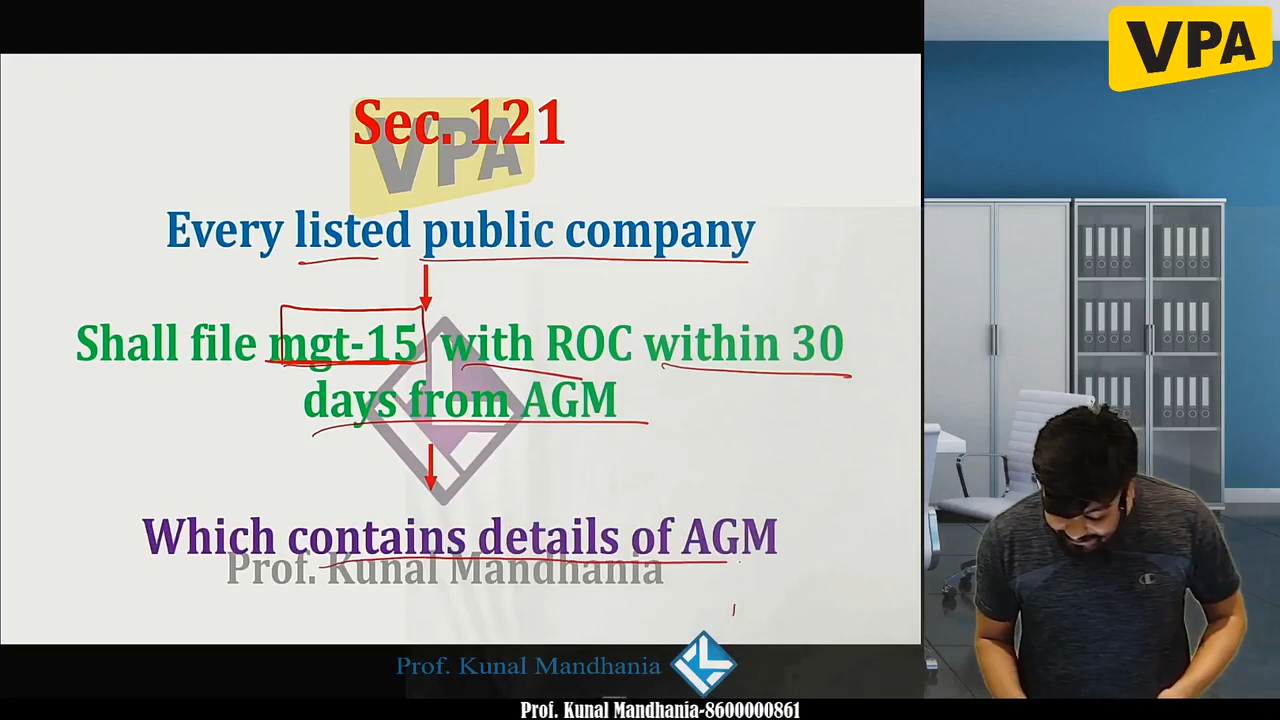 VPA
Sec. 121
VPA
Every listed public company
Shall file mgt-15 with ROC within 30
days from AGM
Which contains details of AGM
Prof. Kunal Mandhania
Prof. Kunal Mandhania
Prof. Kunal Mandhania-8600000861